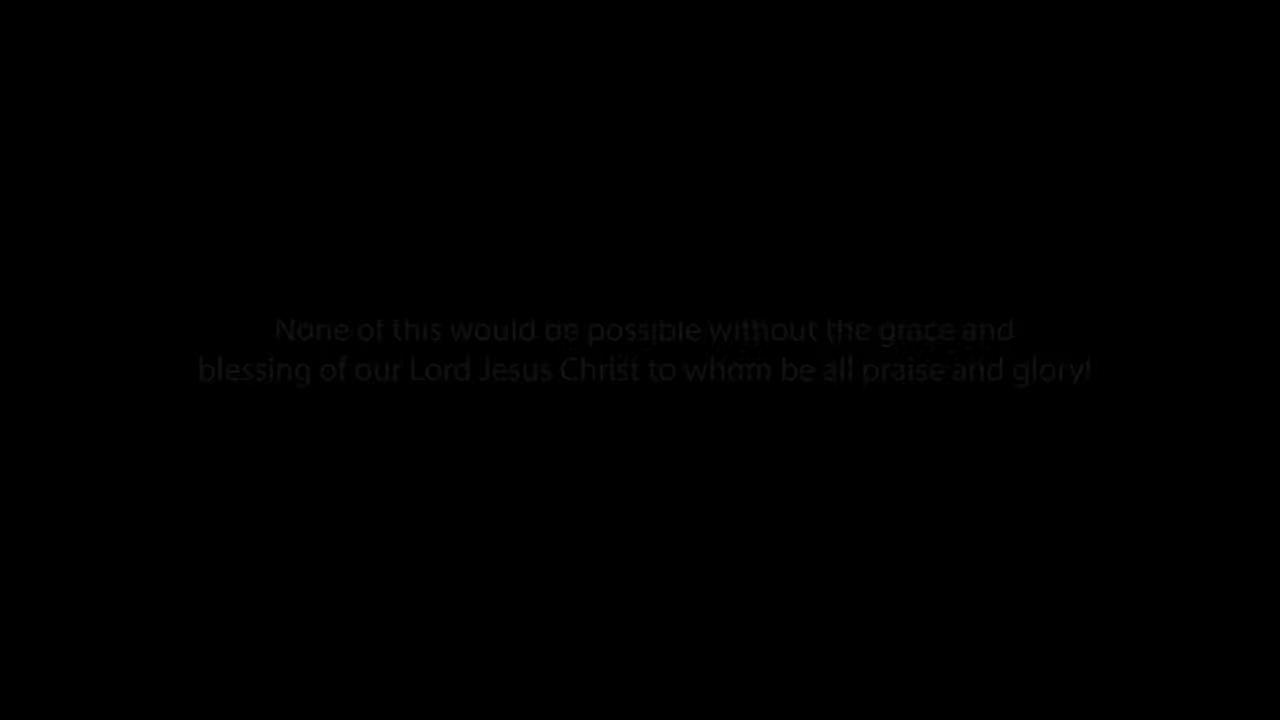 None of this would be possible without the grace and
blessing of our Lord Jesus Christ to whom be all praise and glory!